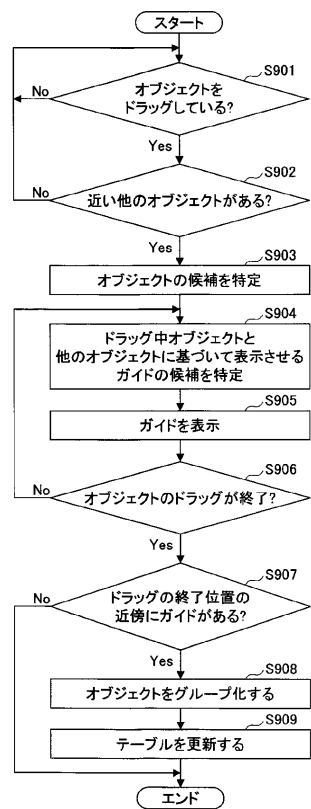 スタート
S901
オブジェクトを
ドラッグしている?
No
Yes
S902
近い他のオブジェクトがある?
No
Yes
S903
オブジェクトの候補を特定
S904
ドラッグ中オブジェクトと
他のオブジェクトに基づいて表示させる
ガイドの候補を特定
S905
ガイドを表示
S906
オブジェクトのドラッグが終了?
No
Yes
S907
ドラッグの終了位置の
近傍にガイドがある?
No
Yes
S908
オブジェクトをグループ化する
S909
テーブルを更新する
エンド